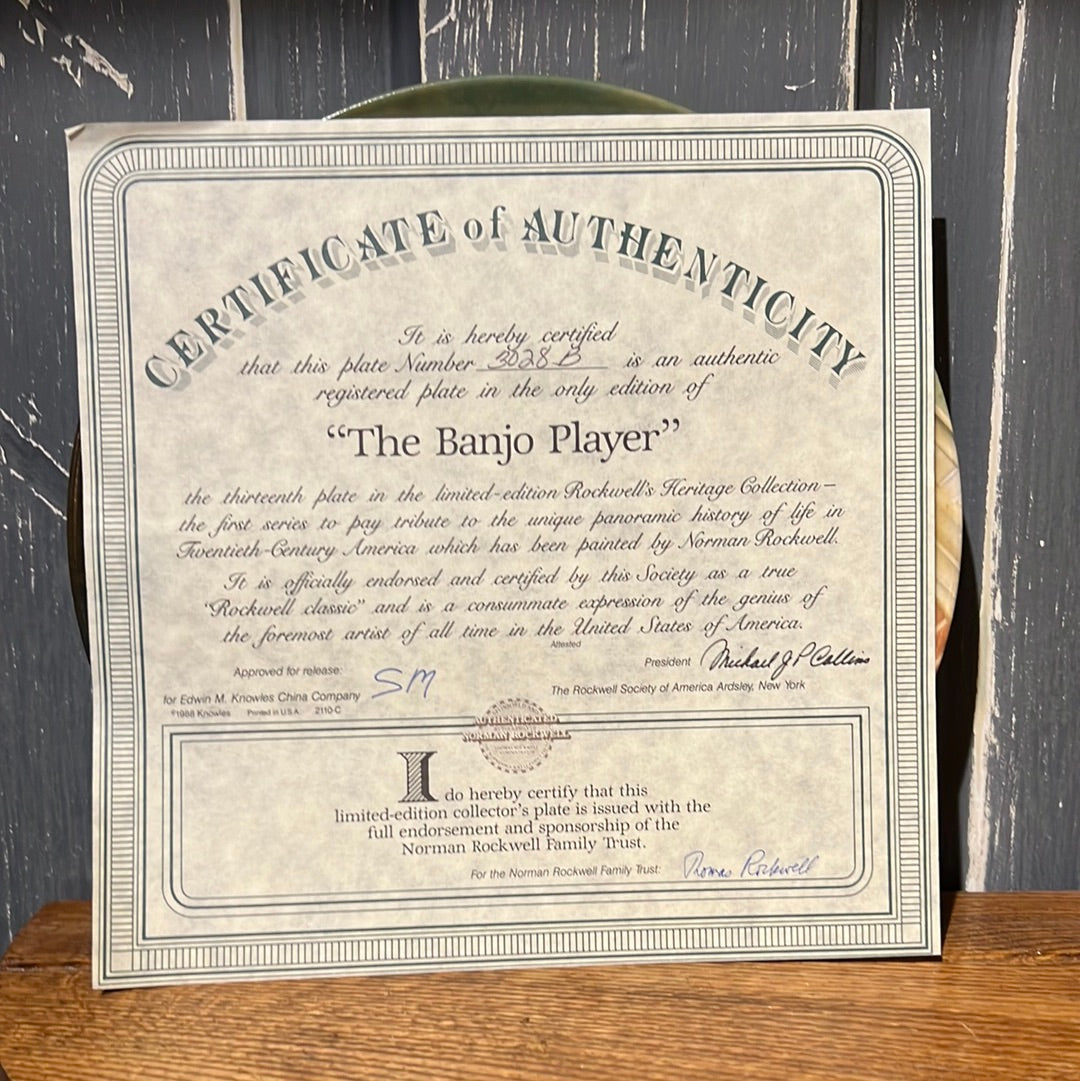 CERTIFICATE of AUTHENTICITY
It is hereby certified
that this plate Number 3028 B is an authentic
registered plate in the only edition of
“The Banjo Player”
the thirteenth plate in the limited-edition Rockwell's Heritage Collection—
the first series to pay tribute to the unique panoramic history of life in
Twentieth-Century America which has been painted by Norman Rockwell.
It is officially endorsed and certified by this Society as a true
“Rockwell classic” and is a consummate expression of the genius of
the foremost artist of all time in the United States of America.
Attested
Approved for release: SM
President Michael J P Collins
for Edwin M. Knowles China Company
The Rockwell Society of America Ardsley, New York
©1988 Knowles Printed in U.S.A. 2110-C
AUTHENTICATED
NORMAN ROCKWELL
I do hereby certify that this
limited-edition collector's plate is issued with the
full endorsement and sponsorship of the
Norman Rockwell Family Trust.
For the Norman Rockwell Family Trust: Thomas Rockwell